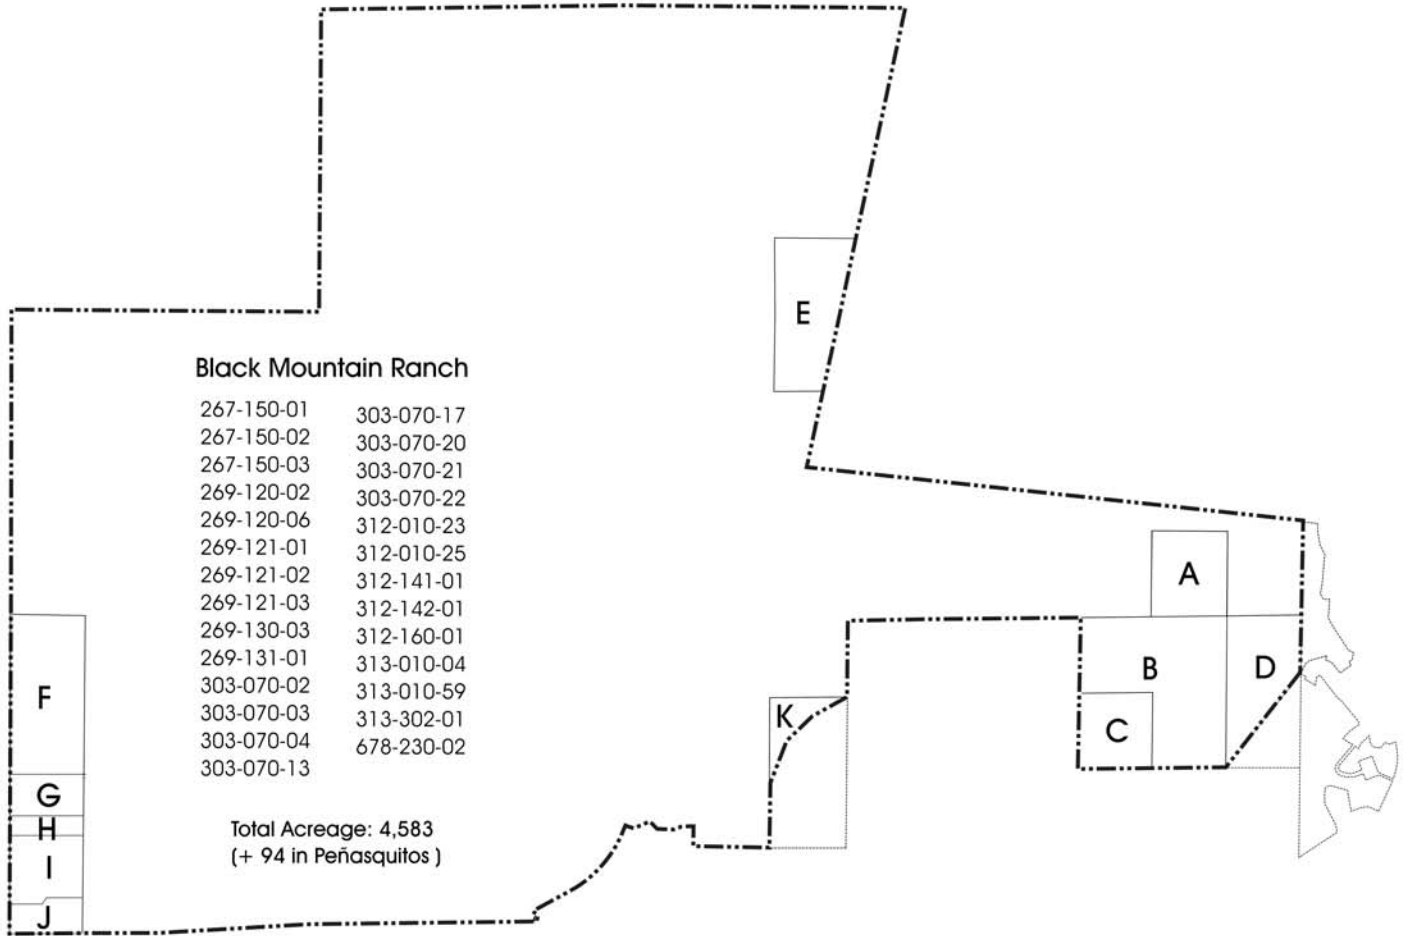 E
Black Mountain Ranch
267-150-01
267-150-02
267-150-03
269-120-02
269-120-06
269-121-01
269-121-02
269-121-03
269-130-03
269-131-01
303-070-02
303-070-03
303-070-04
303-070-13
303-070-17
303-070-20
303-070-21
303-070-22
312-010-23
312-010-25
312-141-01
312-142-01
312-160-01
313-010-04
313-010-59
313-302-01
678-230-02
Total Acreage: 4,583
(+ 94 in Peñasquitos )
A
B
D
C
K
F
G
H
I
J